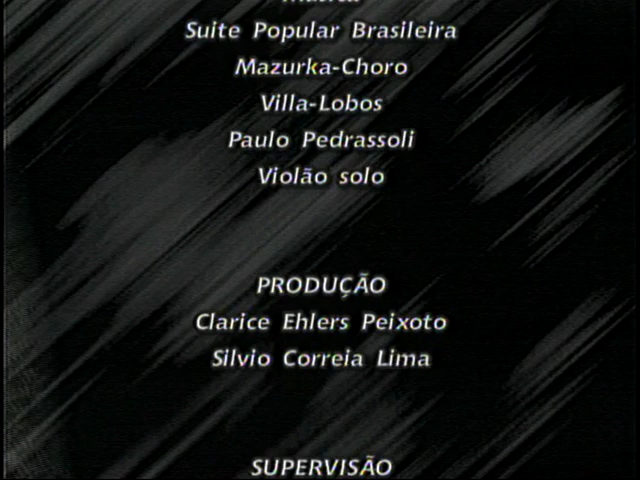 Suite Popular Brasileira
Mazurka-Choro
Villa-Lobos
Paulo Pedrassoli
Violão solo
PRODUÇÃO
Clarice Ehlers Peixoto
Silvio Correia Lima
SUPERVISÃO